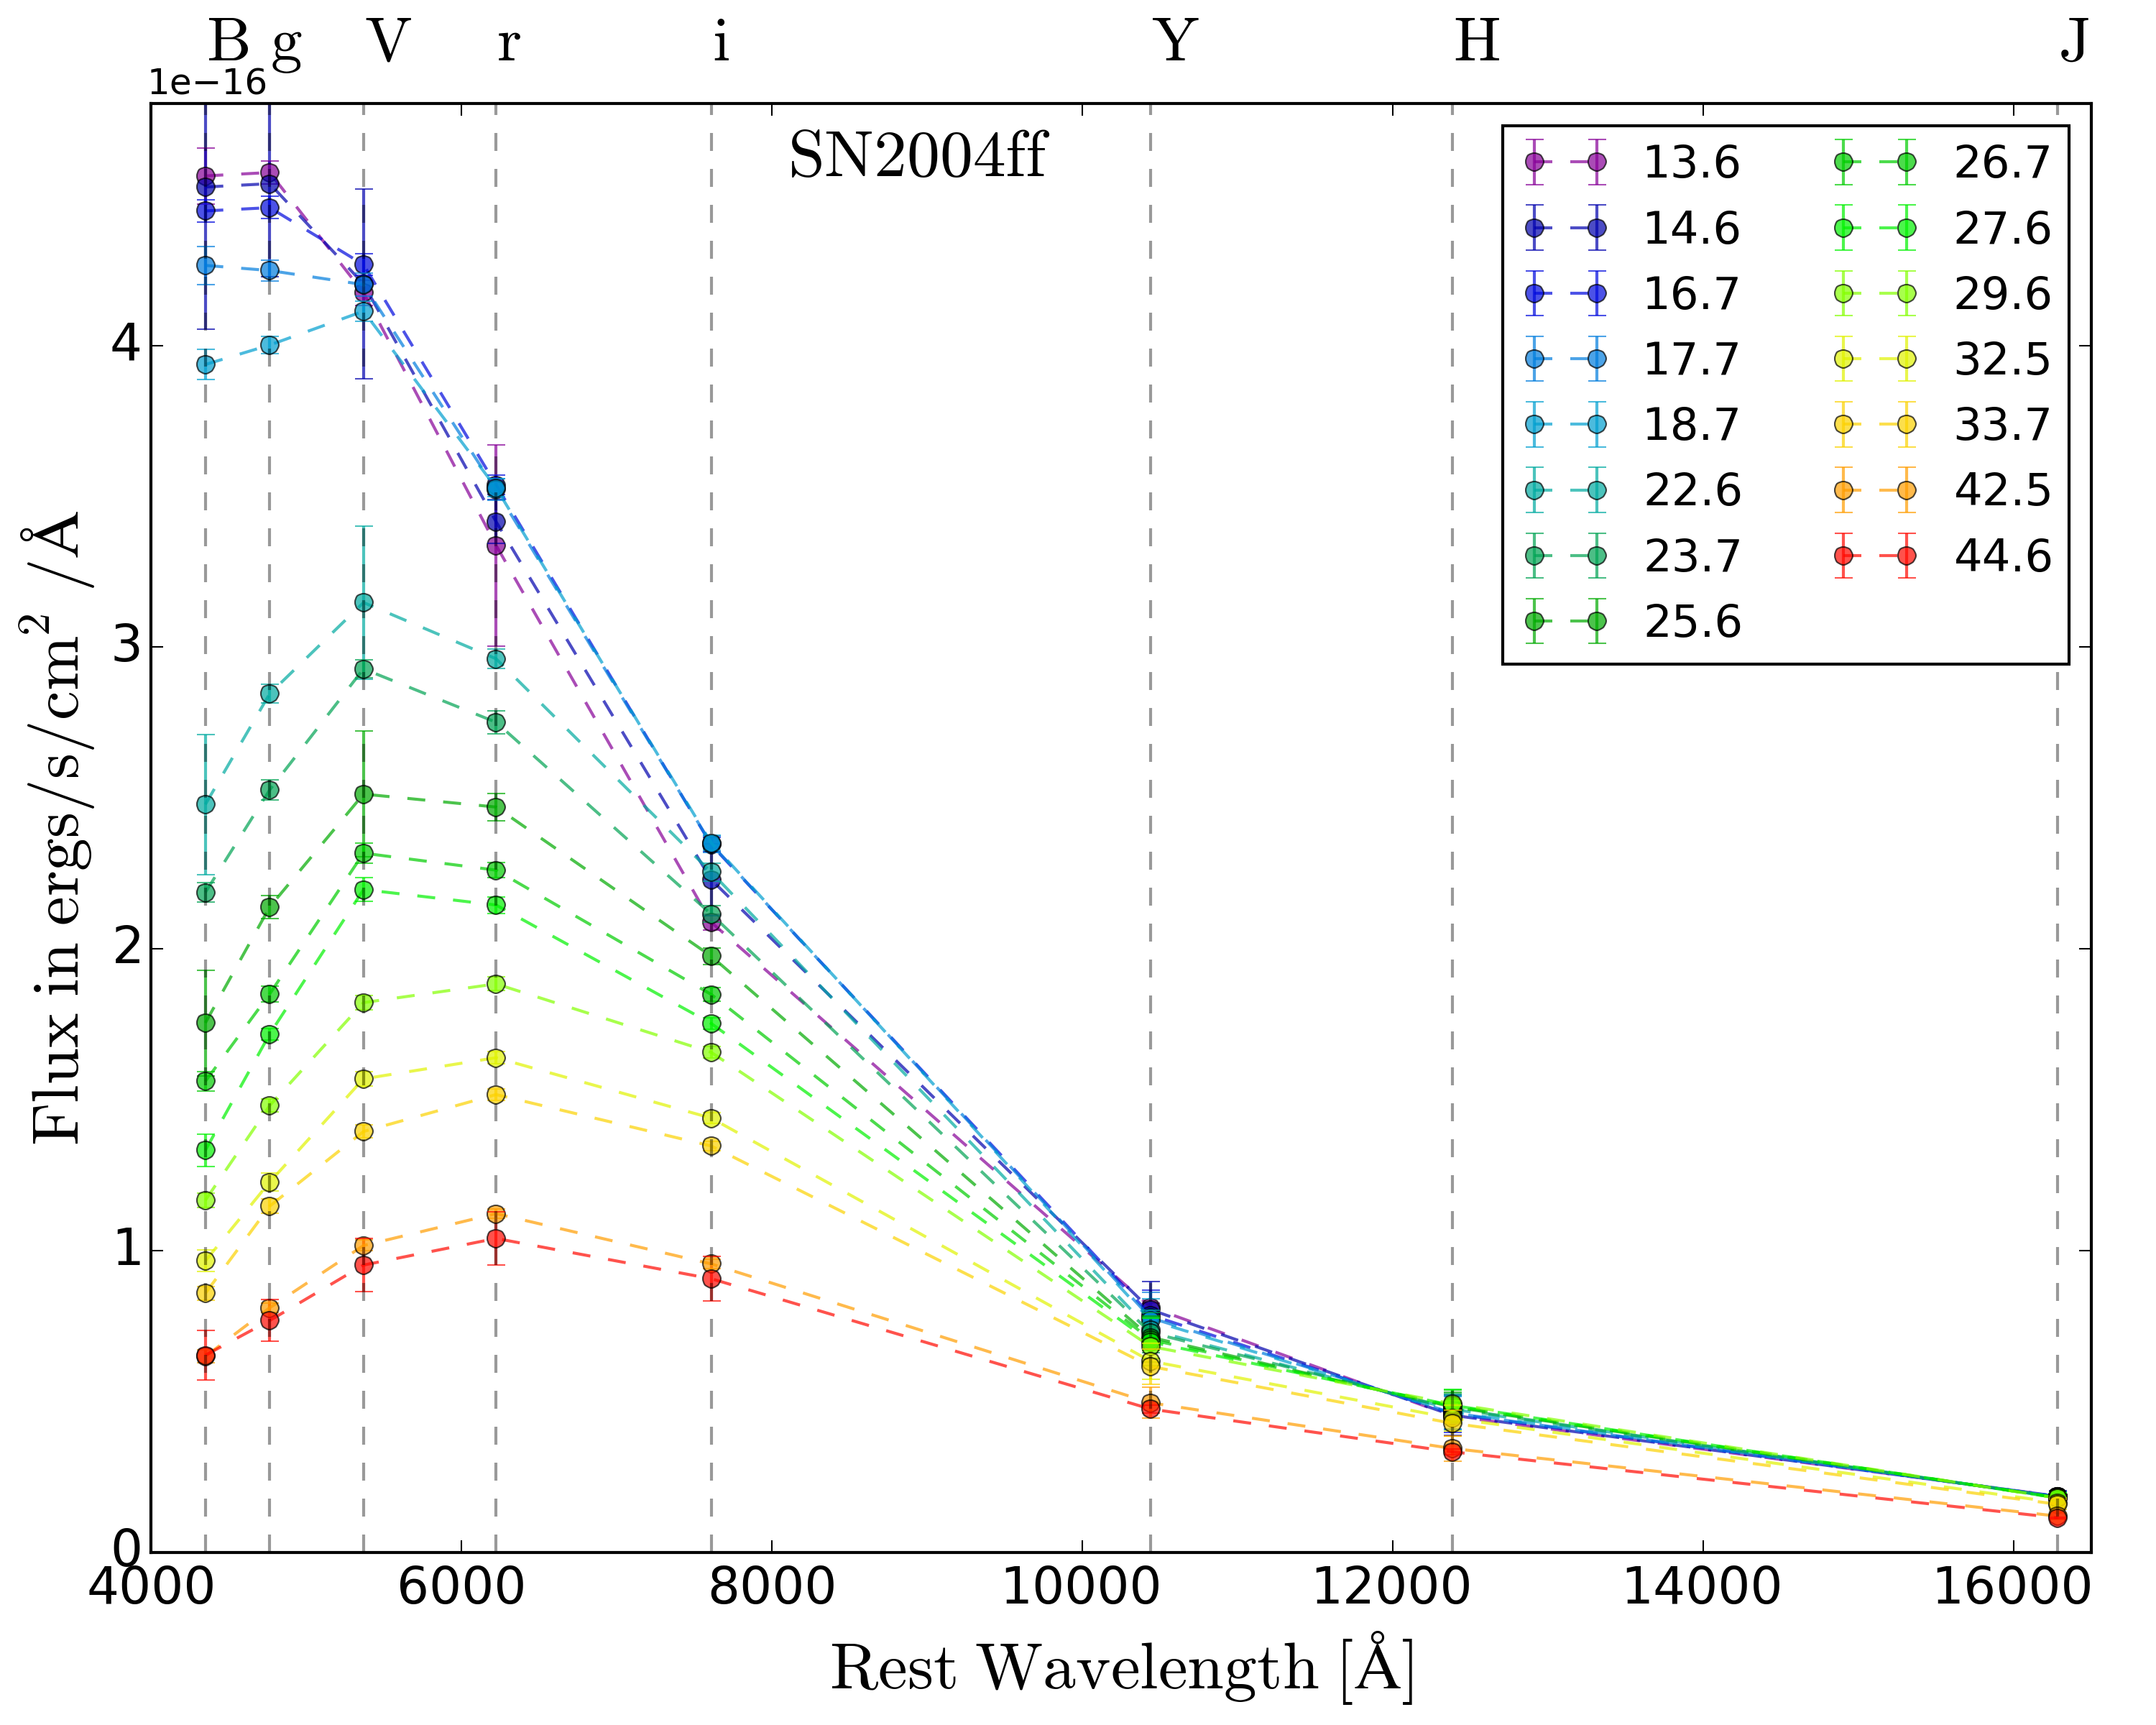 B g V r i Y H J
1e−16
SN2004ff
13.6 26.7
14.6 27.6
16.7 29.6
17.7 32.5
18.7 33.7
22.6 42.5
23.7 44.6
25.6
Flux in ergs/s/cm² /Å
4
3
2
1
0
4000 6000 8000 10000 12000 14000 16000
Rest Wavelength [Å]